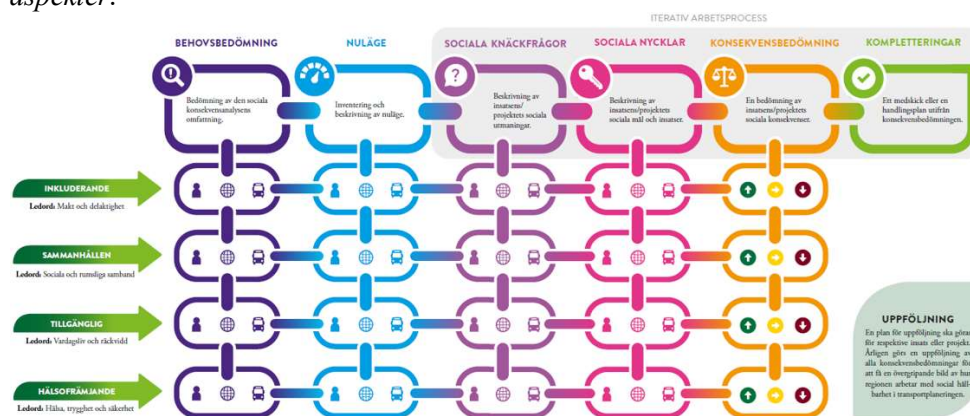 aspekter.
ITERATIV ARBETSPROCESS
BEHOVSBEDÖMNING
NULÄGE
SOCIALA KNÄCKFRÅGOR
SOCIALA NYCKLAR
KONSEKVENSBEDÖMNING
KOMPLETTERINGAR
Bedömning av den sociala
konsekvensanalysens
omfattning.
Inventering och
beskrivning av nuläge.
Beskrivning av
insatsens/
projektets sociala
utmaningar.
Beskrivning av
insatsens/projektets
sociala mål och insatser.
En bedömning av
insatsens/projektets
sociala konsekvenser.
Ett medskick eller en
handlingsplan utifrån
konsekvensbedömningen.
INKLUDERANDE
Ledord: Makt och delaktighet
SAMMANHÅLLEN
Ledord: Sociala och rumsliga samband
TILLGÄNGLIG
Ledord: Vardagsliv och räckvidd
HÄLSOFRÄMJANDE
Ledord: Hälsa, trygghet och säkerhet
UPPFÖLJNING
En plan för uppföljning ska göras
för respektive insats eller projekt.
Årligen görs en uppföljning av
alla konsekvensbedömningar för
att få en övergripande bild av hur
regionen arbetar med social håll-
barhet i transportplaneringen.